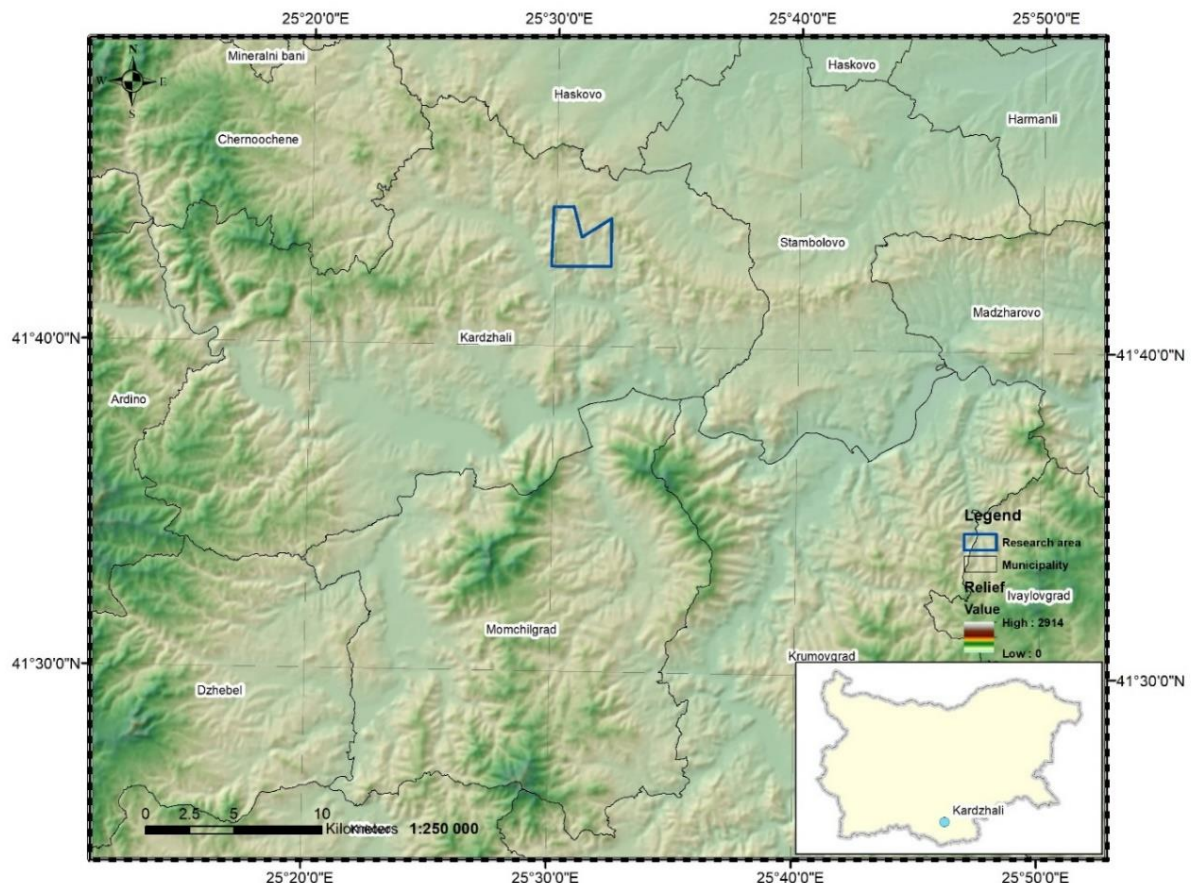 25°20'0"E 25°30'0"E 25°40'0"E 25°50'0"E
Mineralni bani
N
W E
S
Haskovo
Haskovo
Chernoochene
Harmanli
Stambolovo
Madzharovo
41°40'0"N
Kardzhali
41°40'0"N
Ardino
Legend
Research area
Municipality
Relief
Value
Ivaylovgrad
High : 2914
Low : 0
Momchilgrad
41°30'0"N
Krumovgrad
Dzhebel
41°30'0"N
Kardzhali
0 2.5 5 10
Kilometers 1:250 000
25°20'0"E 25°30'0"E 25°40'0"E 25°50'0"E